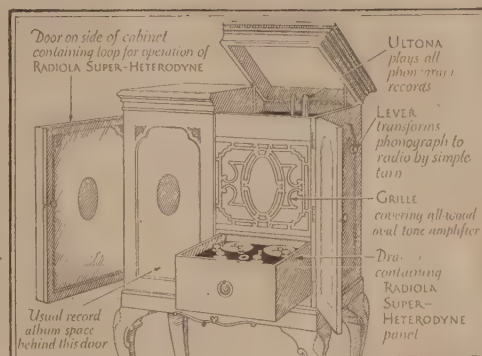 Door on side of cabinet
containing loop for operation of
RADIOLA SUPER-HETERODYNE
ULTONA
plays all
records
LEVER
transforms
phonograph to
radio by simple
turn
GRILLE
covering all-wood
oval tone amplifier
containing
RADIOLA
SUPER-
HETERODYNE
panel
Usual record
album space
behind this door